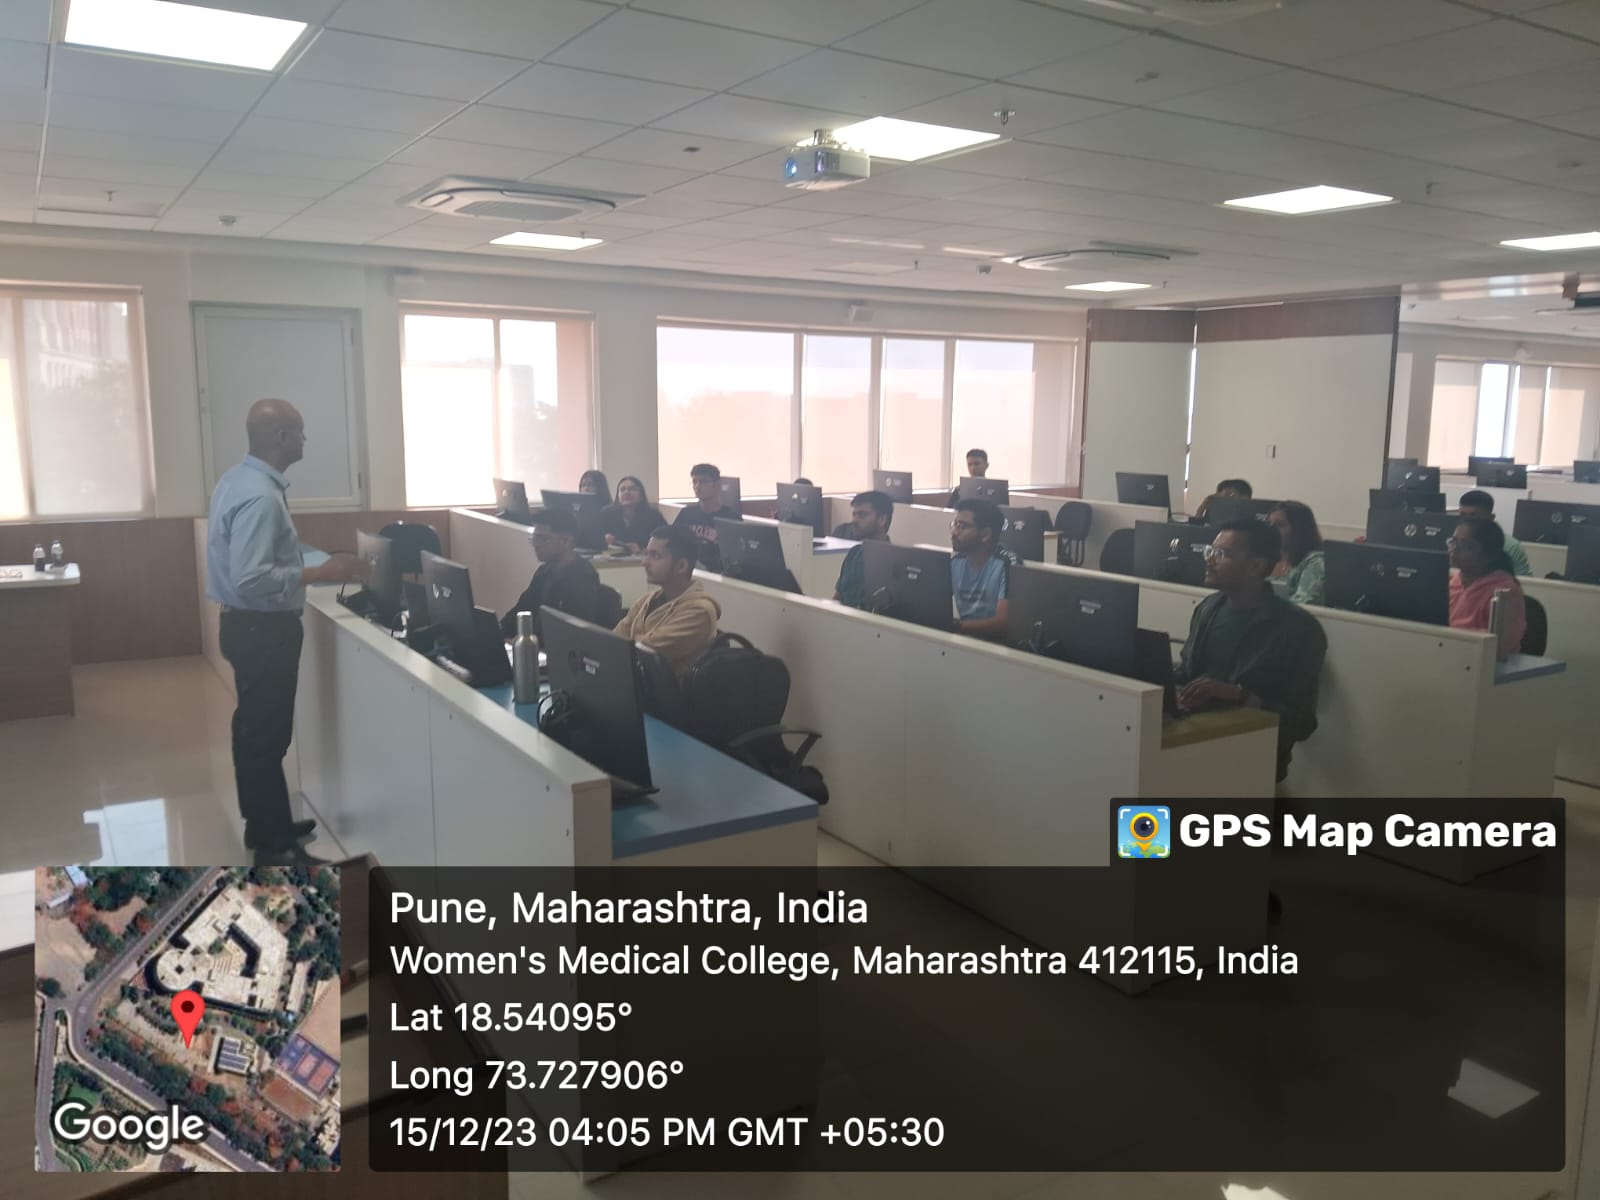 GPS Map Camera
Pune, Maharashtra, India
Women's Medical College, Maharashtra 412115, India
Lat 18.54095°
Long 73.727906°
15/12/23 04:05 PM GMT +05:30
Google